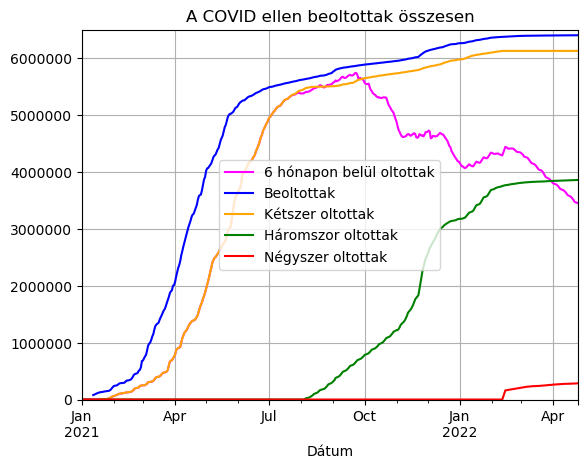 A COVID ellen beoltottak összesen
6000000
5000000
4000000
3000000
2000000
1000000
0
6 hónapon belül oltottak
Beoltottak
Kétszer oltottak
Háromszor oltottak
Négyszer oltottak
Jan Apr Jul Oct Jan Apr
2021 2022
Dátum